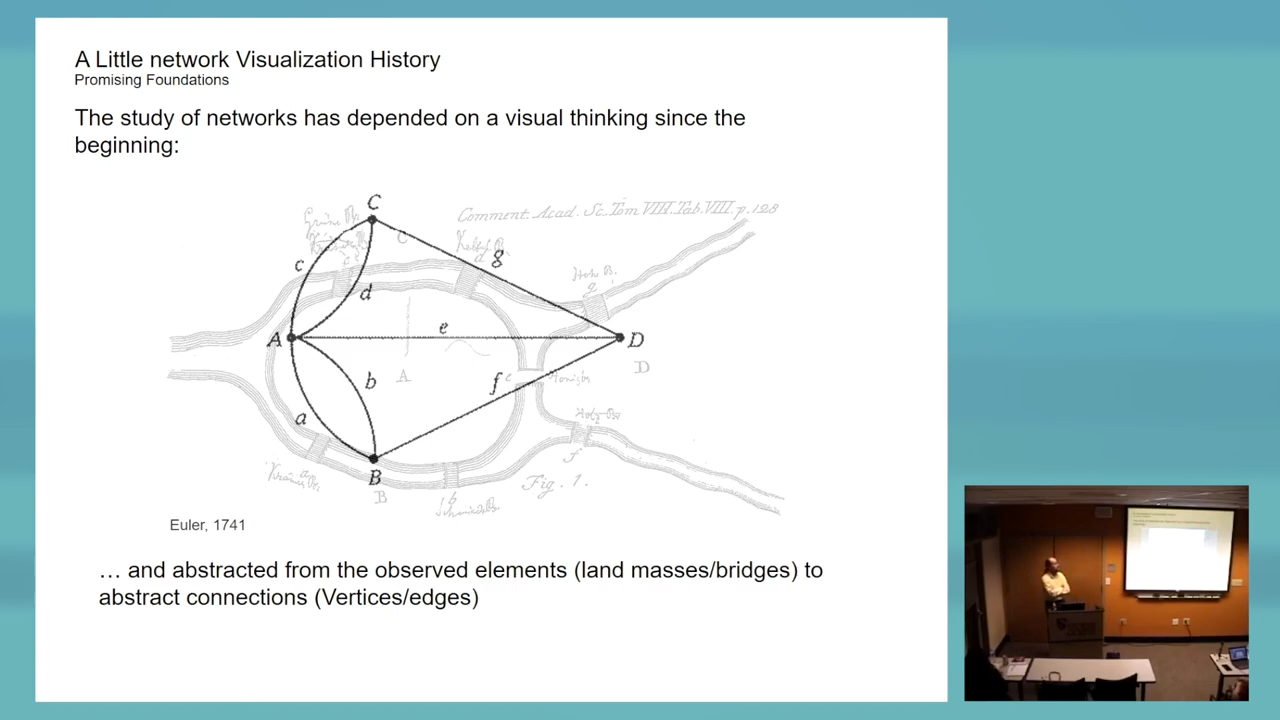 A Little network Visualization History
Promising Foundations
The study of networks has depended on a visual thinking since the
beginning:
C
Comment. Acad. Sc. Tom VIII. Tab. VIII. p. 128
C
c
g
d
A
e
D
D
b
A
f
a
B
B
b
f
Fig. 1.
Euler, 1741
… and abstracted from the observed elements (land masses/bridges) to
abstract connections (Vertices/edges)